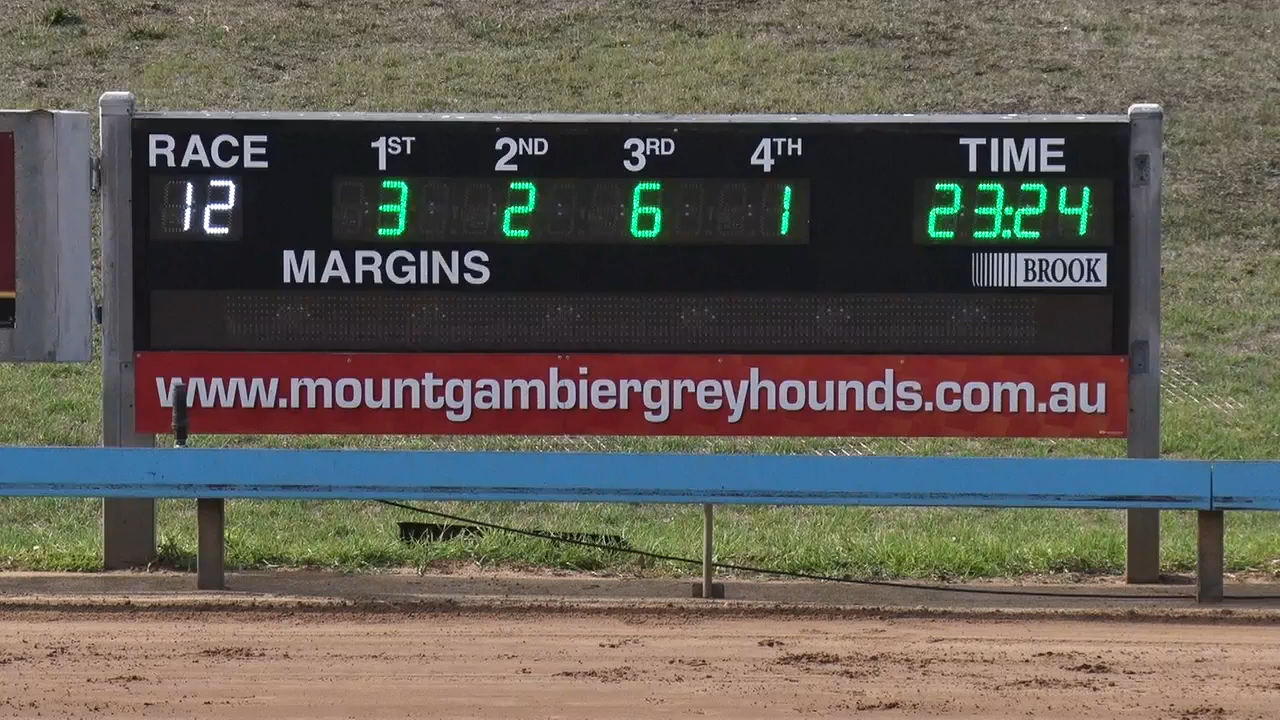 RACE 1ST 2ND 3RD 4TH TIME
12 3 2 6 1 23:24
MARGINS
BROOK
www.mountgambiergreyhounds.com.au